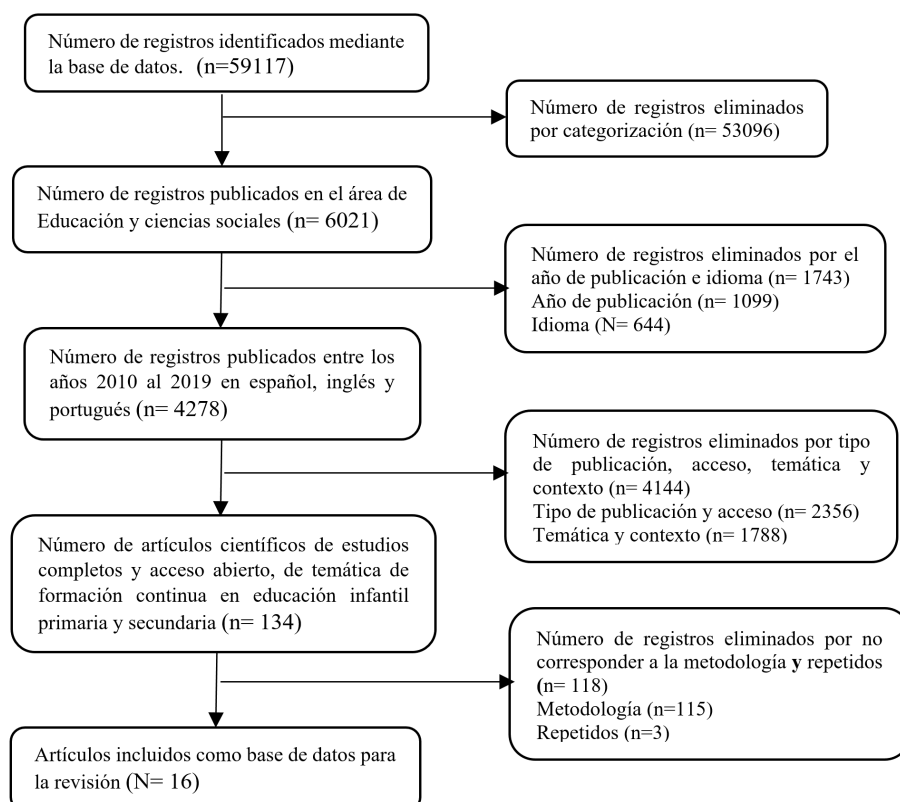 Número de registros identificados mediante
la base de datos. (n=59117)
Número de registros eliminados
por categorización (n= 53096)
Número de registros publicados en el área de
Educación y ciencias sociales (n= 6021)
Número de registros eliminados por el
año de publicación e idioma (n= 1743)
Año de publicación (n= 1099)
Idioma (N= 644)
Número de registros publicados entre los
años 2010 al 2019 en español, inglés y
portugués (n= 4278)
Número de registros eliminados por tipo
de publicación, acceso, temática y
contexto (n= 4144)
Tipo de publicación y acceso (n= 2356)
Temática y contexto (n= 1788)
Número de artículos científicos de estudios
completos y acceso abierto, de temática de
formación continua en educación infantil
primaria y secundaria (n= 134)
Número de registros eliminados por no
corresponder a la metodología y repetidos
(n= 118)
Metodología (n=115)
Repetidos (n=3)
Artículos incluidos como base de datos para
la revisión (N= 16)